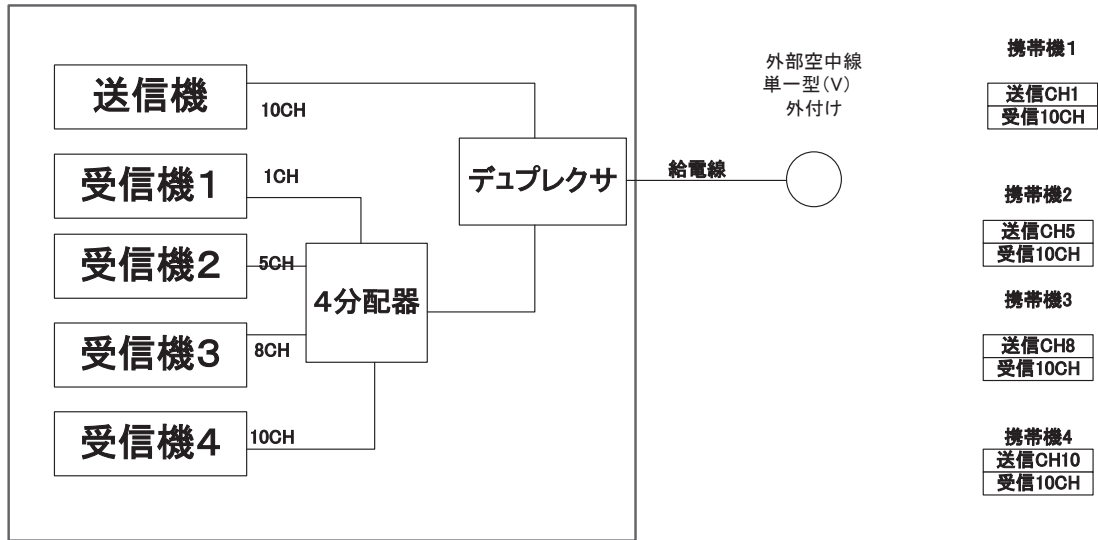 送信機
10CH
受信機1
1CH
受信機2
5CH
受信機3
8CH
受信機4
10CH
4分配器
デュプレクサ
給電線
外部空中線
単一型(V)
外付け
携帯機1
送信CH1
受信10CH
携帯機2
送信CH5
受信10CH
携帯機3
送信CH8
受信10CH
携帯機4
送信CH10
受信10CH